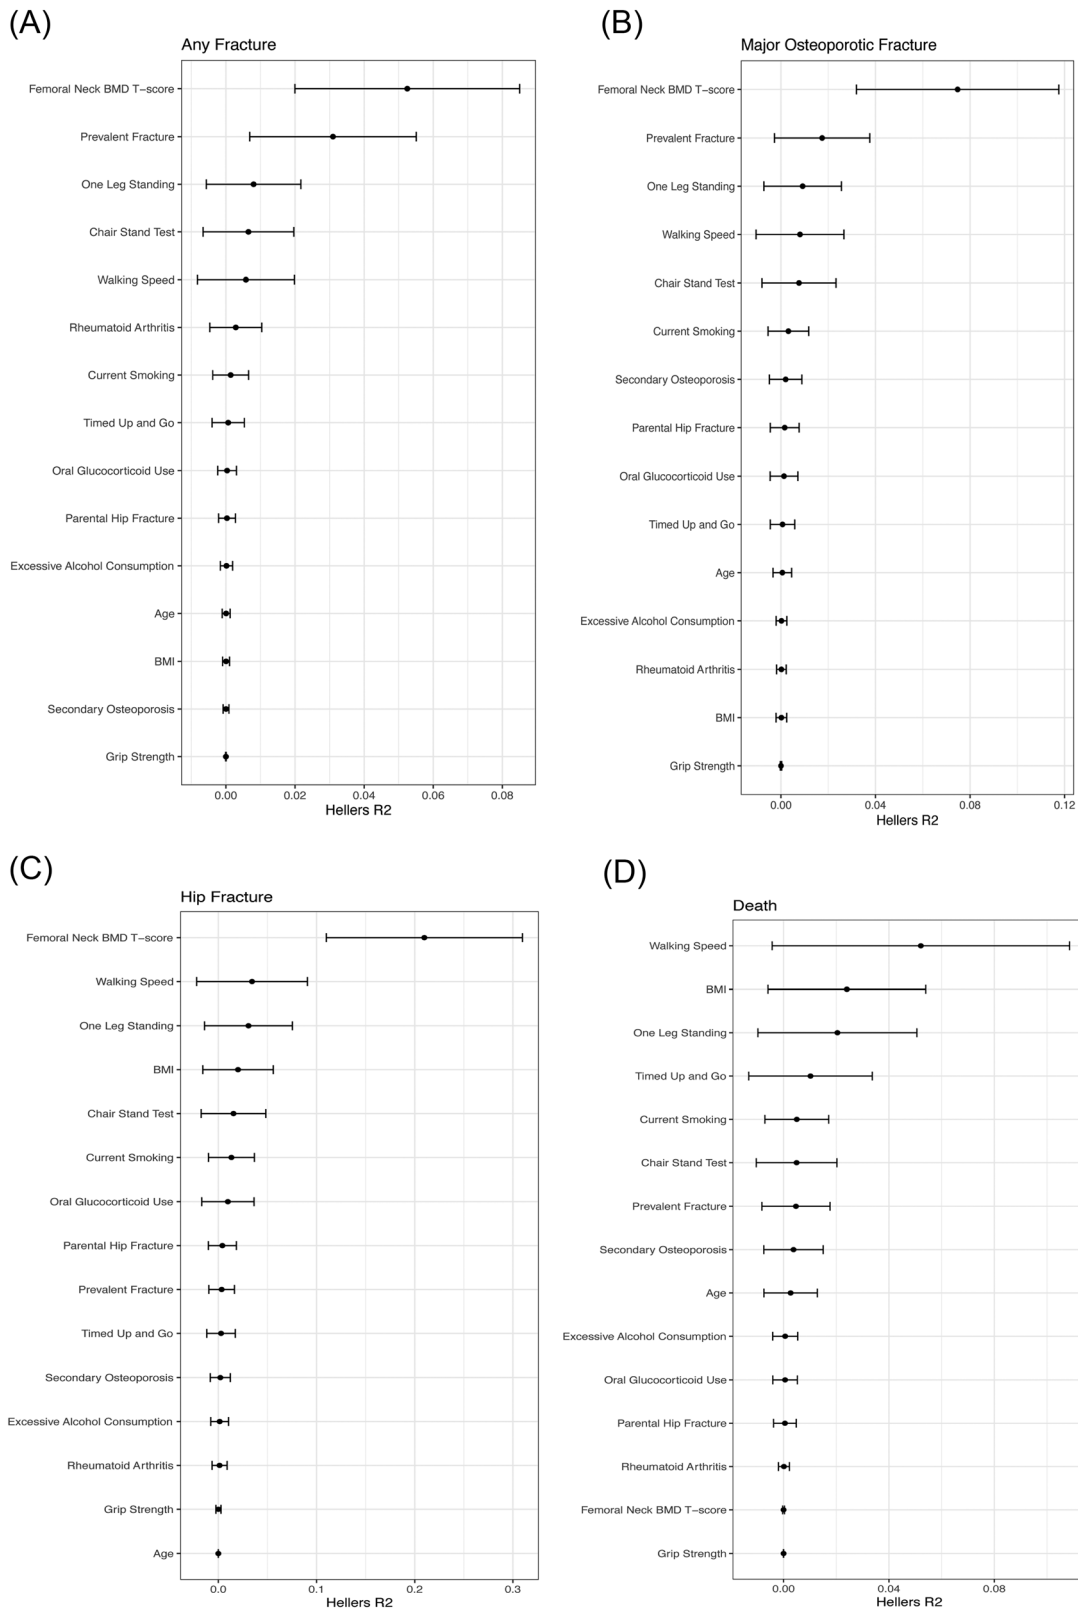 (A)
Any Fracture
Femoral Neck BMD T−score
Prevalent Fracture
One Leg Standing
Chair Stand Test
Walking Speed
Rheumatoid Arthritis
Current Smoking
Timed Up and Go
Oral Glucocorticoid Use
Parental Hip Fracture
Excessive Alcohol Consumption
Age
BMI
Secondary Osteoporosis
Grip Strength
0.00 0.02 0.04 0.06 0.08
Hellers R2
(B)
Major Osteoporotic Fracture
Femoral Neck BMD T−score
Prevalent Fracture
One Leg Standing
Walking Speed
Chair Stand Test
Current Smoking
Secondary Osteoporosis
Parental Hip Fracture
Oral Glucocorticoid Use
Timed Up and Go
Age
Excessive Alcohol Consumption
Rheumatoid Arthritis
BMI
Grip Strength
0.00 0.04 0.08 0.12
Hellers R2
(C)
Hip Fracture
Femoral Neck BMD T−score
Walking Speed
One Leg Standing
BMI
Chair Stand Test
Current Smoking
Oral Glucocorticoid Use
Parental Hip Fracture
Prevalent Fracture
Timed Up and Go
Secondary Osteoporosis
Excessive Alcohol Consumption
Rheumatoid Arthritis
Grip Strength
Age
0.0 0.1 0.2 0.3
Hellers R2
(D)
Death
Walking Speed
BMI
One Leg Standing
Timed Up and Go
Current Smoking
Chair Stand Test
Prevalent Fracture
Secondary Osteoporosis
Age
Excessive Alcohol Consumption
Oral Glucocorticoid Use
Parental Hip Fracture
Rheumatoid Arthritis
Femoral Neck BMD T−score
Grip Strength
0.00 0.04 0.08
Hellers R2